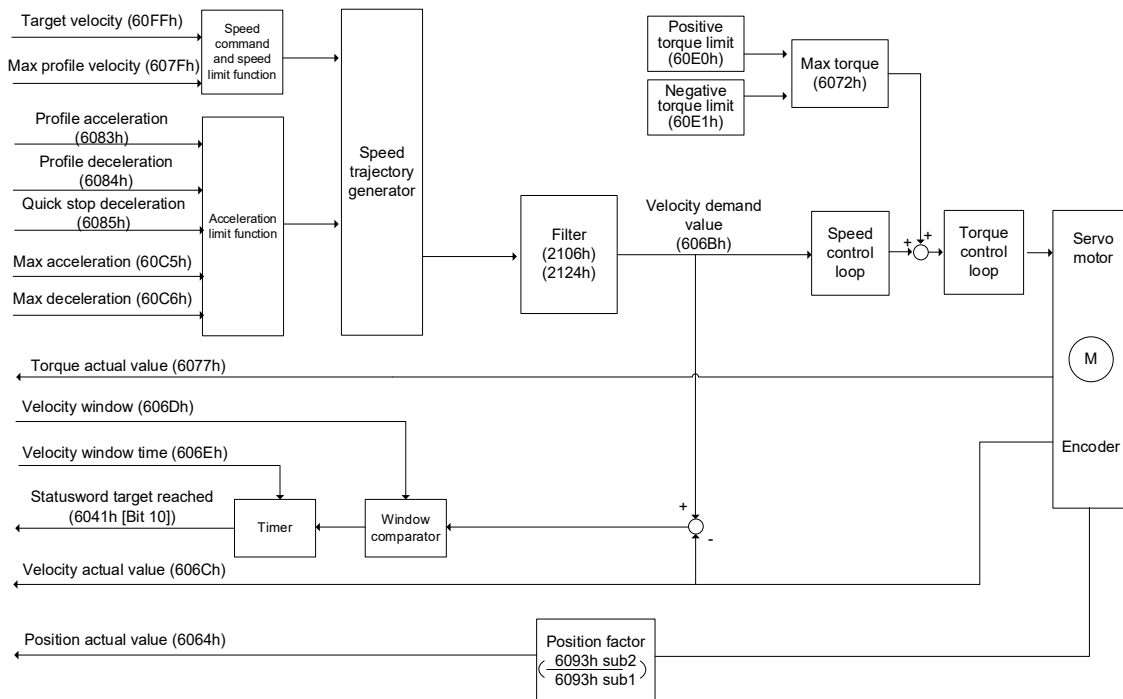 Target velocity (60FFh)
Max profile velocity (607Fh)
Speed
command
and speed
limit function
Profile acceleration
(6083h)
Profile deceleration
(6084h)
Quick stop deceleration
(6085h)
Max acceleration (60C5h)
Max deceleration (60C6h)
Acceleration
limit function
Speed
trajectory
generator
Filter
(2106h)
(2124h)
Velocity demand
value
(606Bh)
Positive
torque limit
(60E0h)
Negative
torque limit
(60E1h)
Max torque
(6072h)
Speed
control
loop
+
+
Torque
control
loop
Servo
motor
M
Encoder
Torque actual value (6077h)
Velocity window (606Dh)
Velocity window time (606Eh)
Statusword target reached
(6041h [Bit 10])
Timer
Window
comparator
+
-
Velocity actual value (606Ch)
Position actual value (6064h)
Position factor
( 6093h sub2
6093h sub1 )